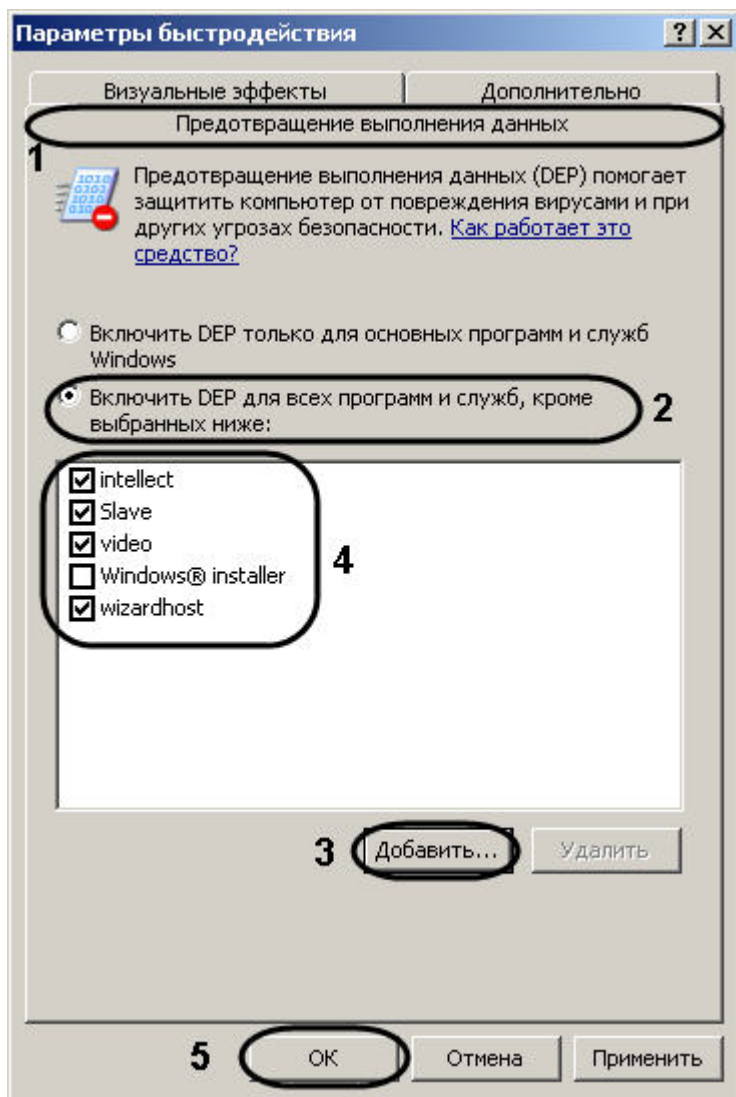 Параметры быстродействия
Визуальные эффекты Дополнительно
Предотвращение выполнения данных
1
Предотвращение выполнения данных (DEP) помогает
защитить компьютер от повреждения вирусами и при
других угрозах безопасности. Как работает это
средство?
Включить DEP только для основных программ и служб
Windows
Включить DEP для всех программ и служб, кроме
выбранных ниже:
2
intellect
Slave
video
Windows® installer
wizardhost
4
3 Добавить... Удалить
5 ОК Отмена Применить